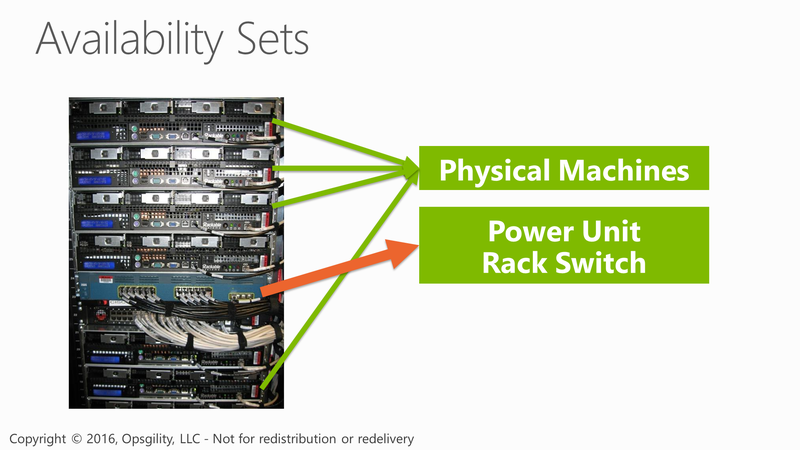 Availability Sets
Physical Machines
Power Unit
Rack Switch
Copyright © 2016, Opsgility, LLC - Not for redistribution or redelivery